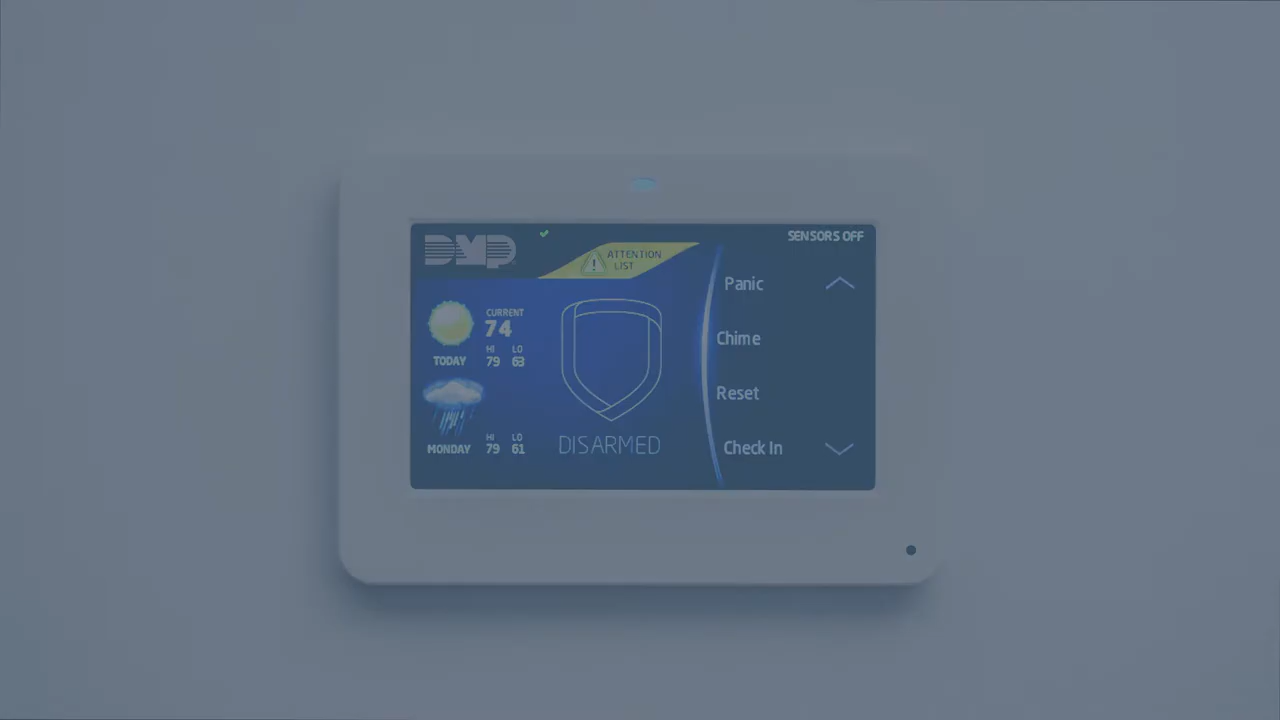 DMP
ATTENTION
LIST
SENSORS OFF
CURRENT
74
HI LO
79 63
TODAY
HI LO
MONDAY 79 61
DISARMED
Panic
Chime
Reset
Check In